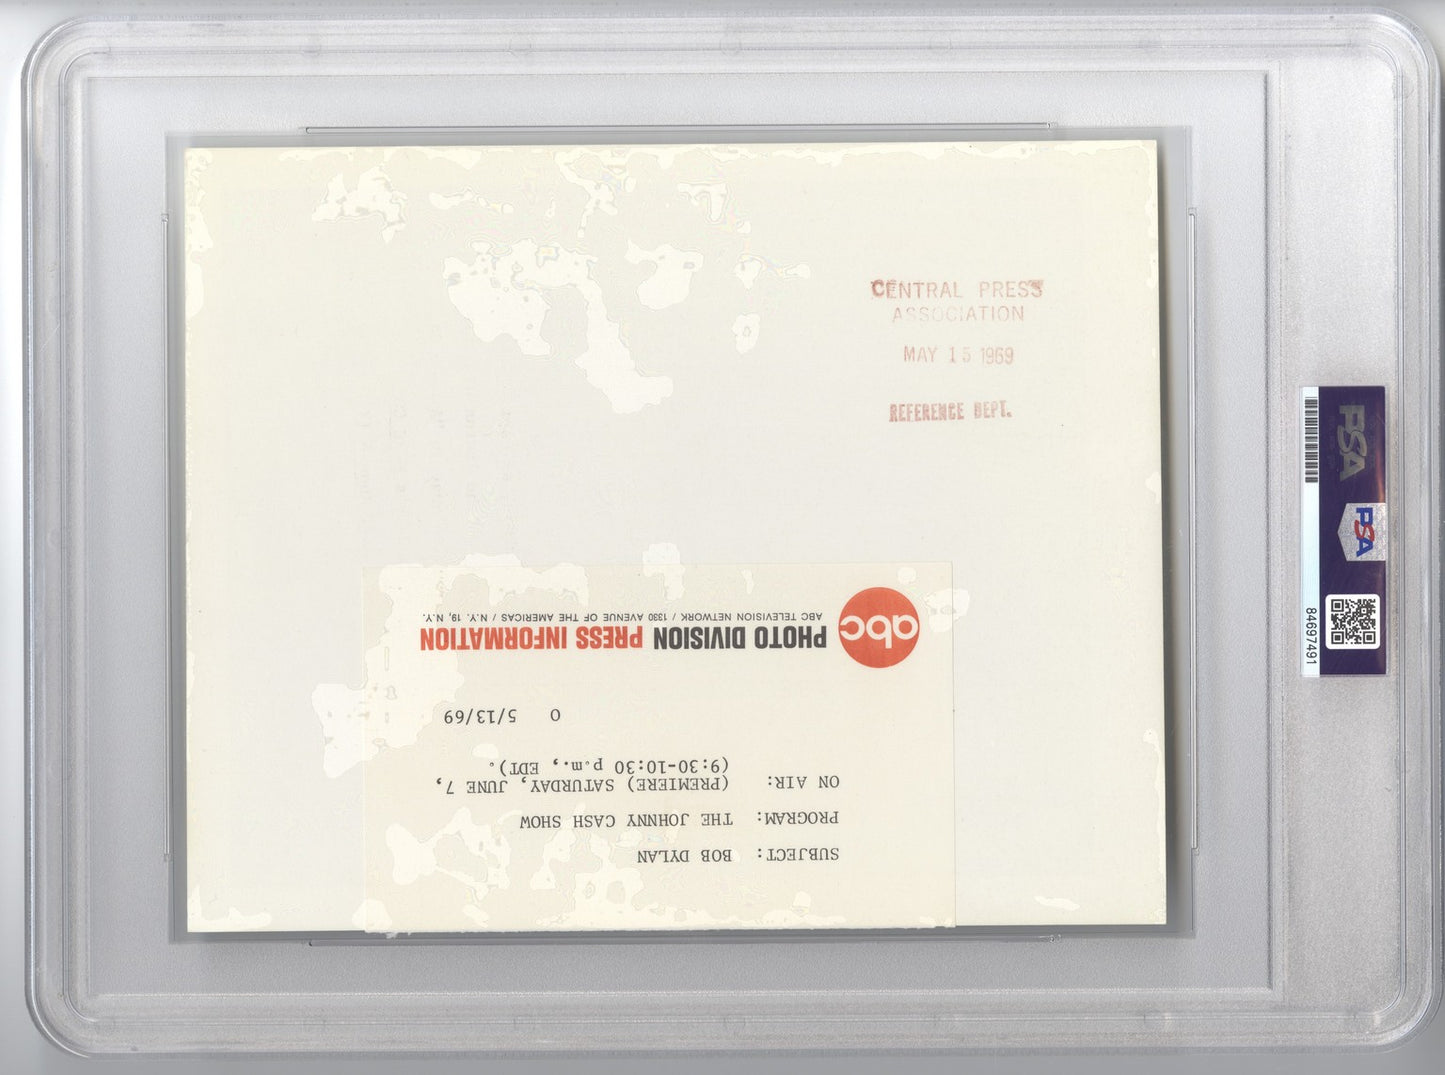 CENTRAL PRESS
ASSOCIATION
MAY 15 1969
REFERENCE DEPT.
abc
PHOTO DIVISION PRESS INFORMATION
ABC TELEVISION NETWORK / 1330 AVENUE OF THE AMERICAS / N.Y. 19, N.Y.
O 5/13/69
SUBJECT: BOB DYLAN
PROGRAM: THE JOHNNY CASH SHOW
ON AIR: (PREMIERE) SATURDAY, JUNE 7,
(9:30-10:30 p.m., EDT).
PSA
PSA
84697491